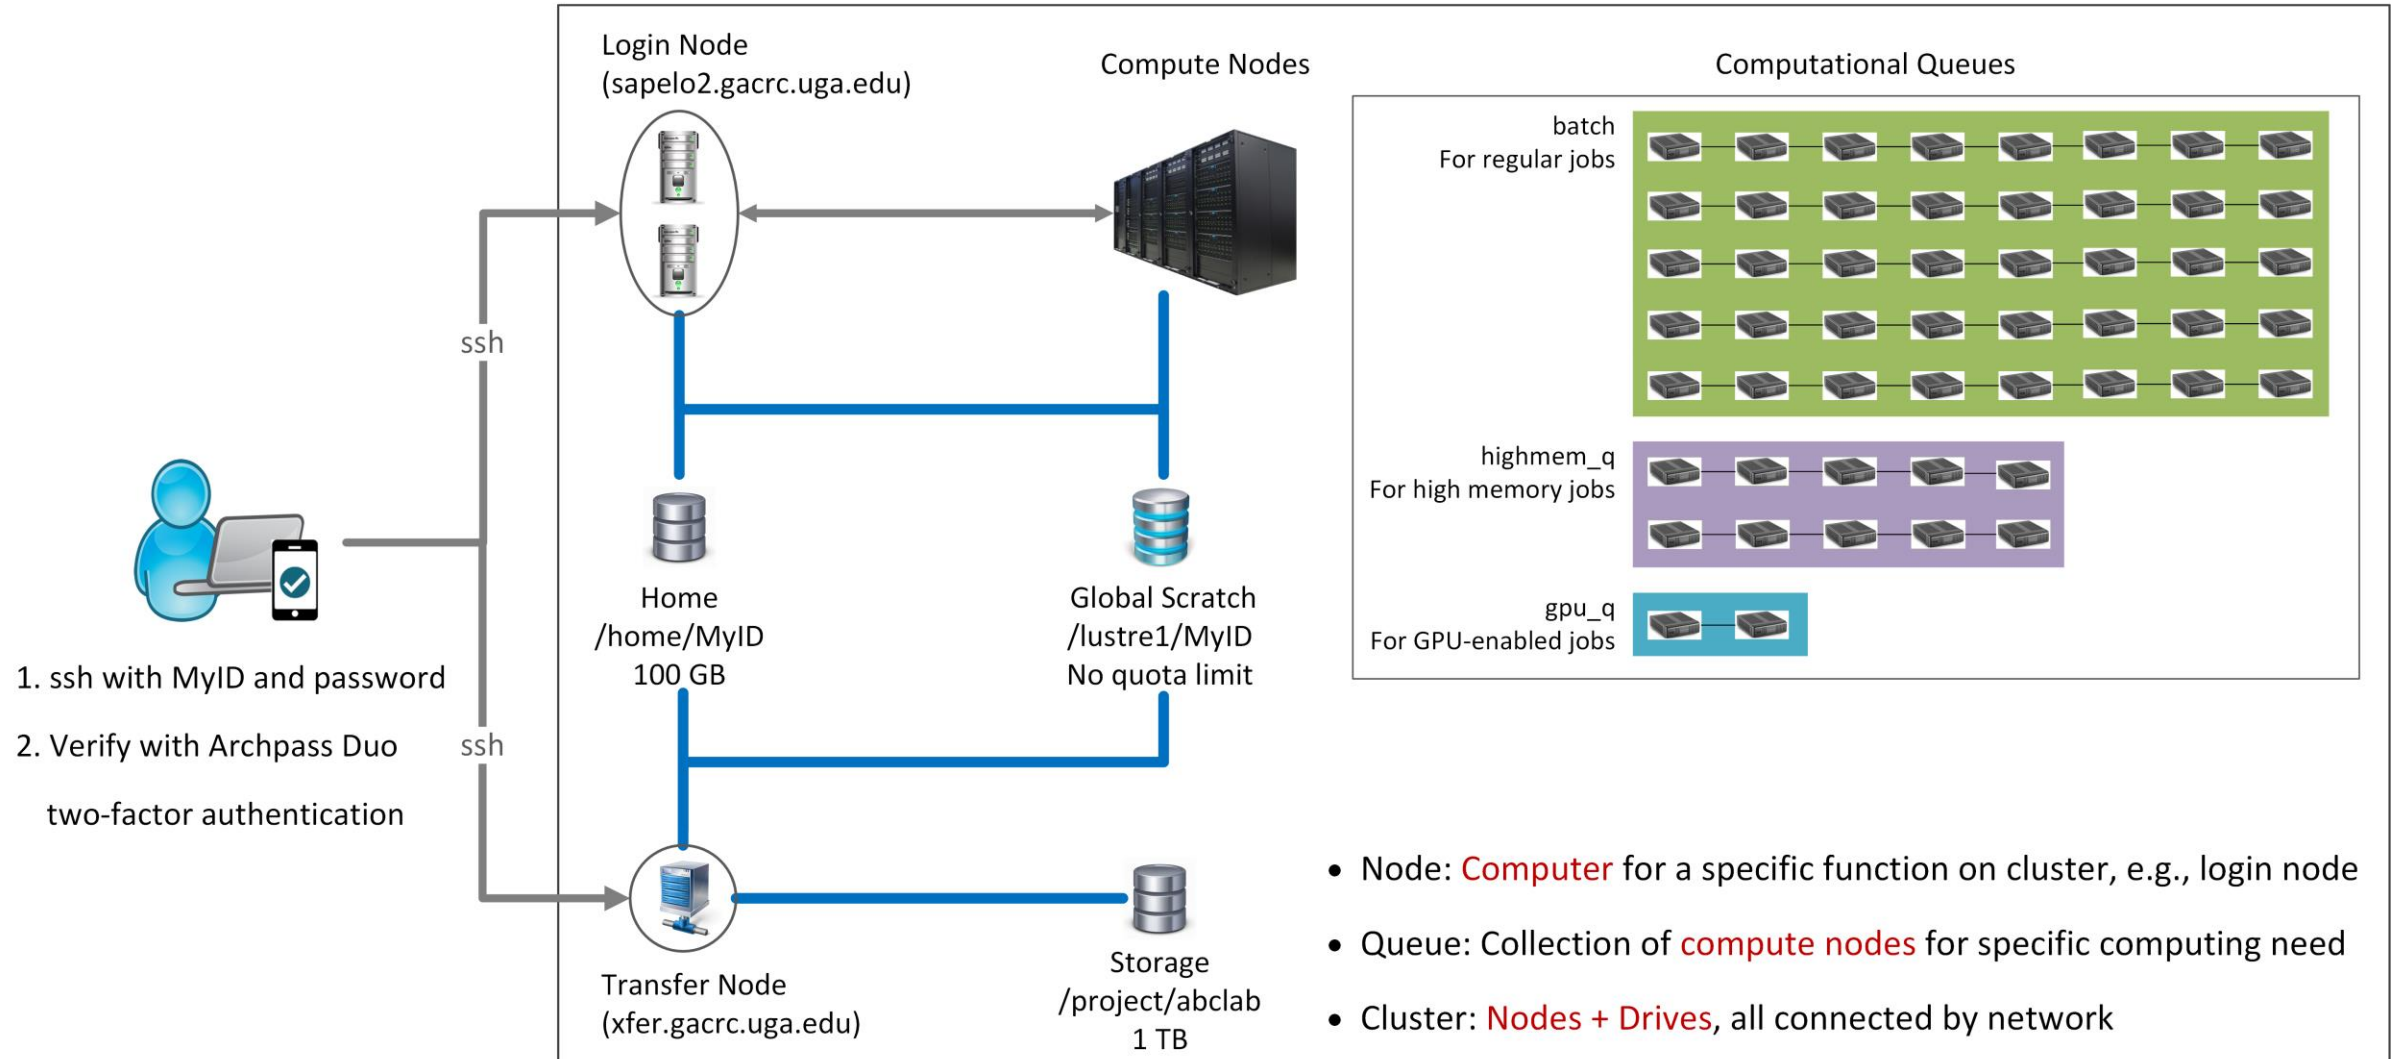 Login Node
(sapelo2.gacrc.uga.edu)
Compute Nodes
Computational Queues
batch
For regular jobs
highmem_q
For high memory jobs
gpu_q
For GPU-enabled jobs
ssh
Home
/home/MyID
100 GB
Global Scratch
/lustre1/MyID
No quota limit
1. ssh with MyID and password
2. Verify with Archpass Duo
two-factor authentication
ssh
Transfer Node
(xfer.gacrc.uga.edu)
Storage
/project/abclab
1 TB
• Node: Computer for a specific function on cluster, e.g., login node
• Queue: Collection of compute nodes for specific computing need
• Cluster: Nodes + Drives, all connected by network